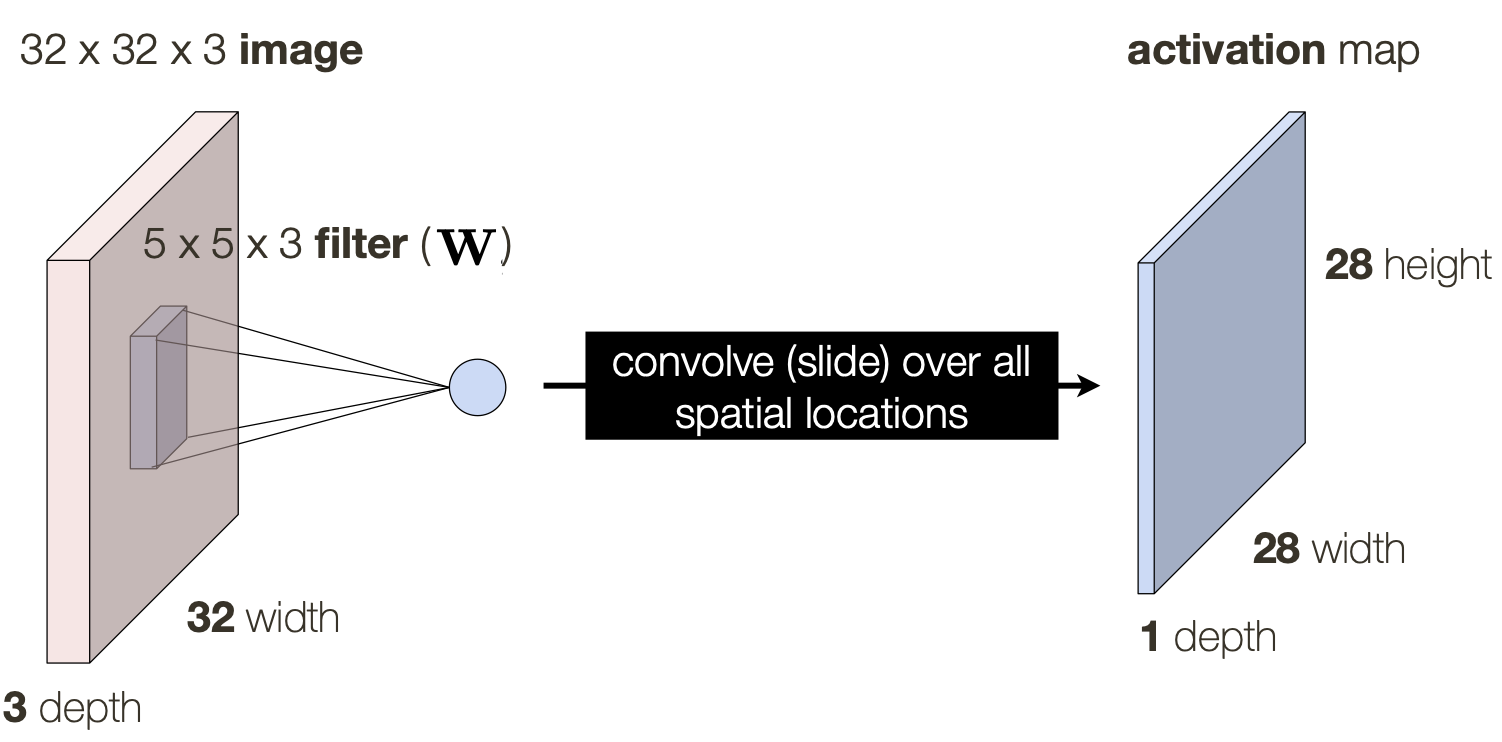 32 x 32 x 3 image
activation map
5 x 5 x 3 filter (W)
28 height
convolve (slide) over all
spatial locations
28 width
32 width
1 depth
3 depth